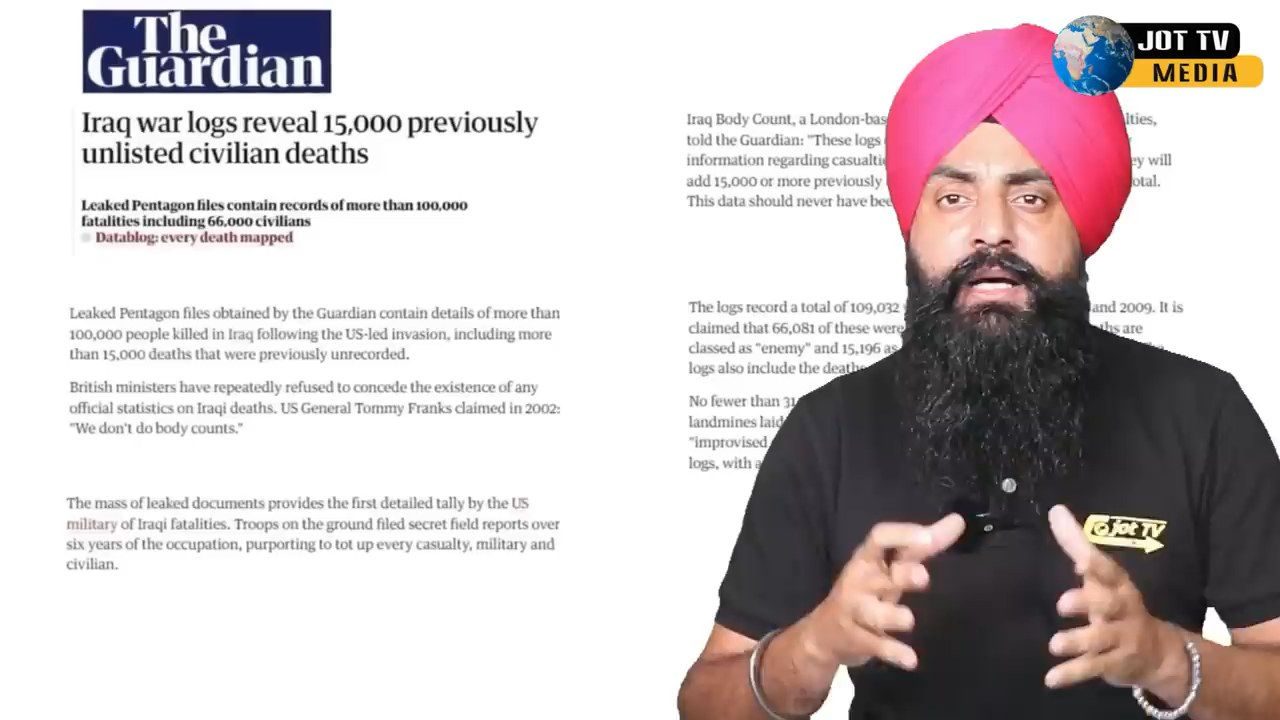 The
Guardian
Iraq war logs reveal 15,000 previously
unlisted civilian deaths
Leaked Pentagon files contain records of more than 100,000
fatalities including 66,000 civilians
Datablog: every death mapped
Leaked Pentagon files obtained by the Guardian contain details of more than
100,000 people killed in Iraq following the US-led invasion, including more
than 15,000 deaths that were previously unrecorded.
British ministers have repeatedly refused to concede the existence of any
official statistics on Iraqi deaths. US General Tommy Franks claimed in 2002:
"We don't do body counts."
The mass of leaked documents provides the first detailed tally by the US
military of Iraqi fatalities. Troops on the ground filed secret field reports over
six years of the occupation, purporting to tot up every casualty, military and
civilian.
Iraq Body Count, a
told the Guardian: "These logs
information regarding will
add 15,000 or more previously
This data should never have
The logs record a total of 109,032 and 2009. It is
claimed that 66,081 of these were are
classed as "enemy" and 15,196 as
logs also include the
No fewer than
landmines
"improvised
logs, with
JOT TV
MEDIA
Jot TV